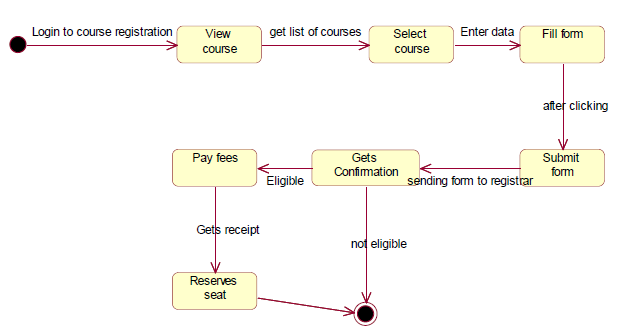 Login to course registration
View
course
get list of courses
Select
course
Enter data
Fill form
after clicking
Submit
form
sending form to registrar
Gets
Confirmation
Eligible
Pay fees
Gets receipt
not eligible
Reserves
seat